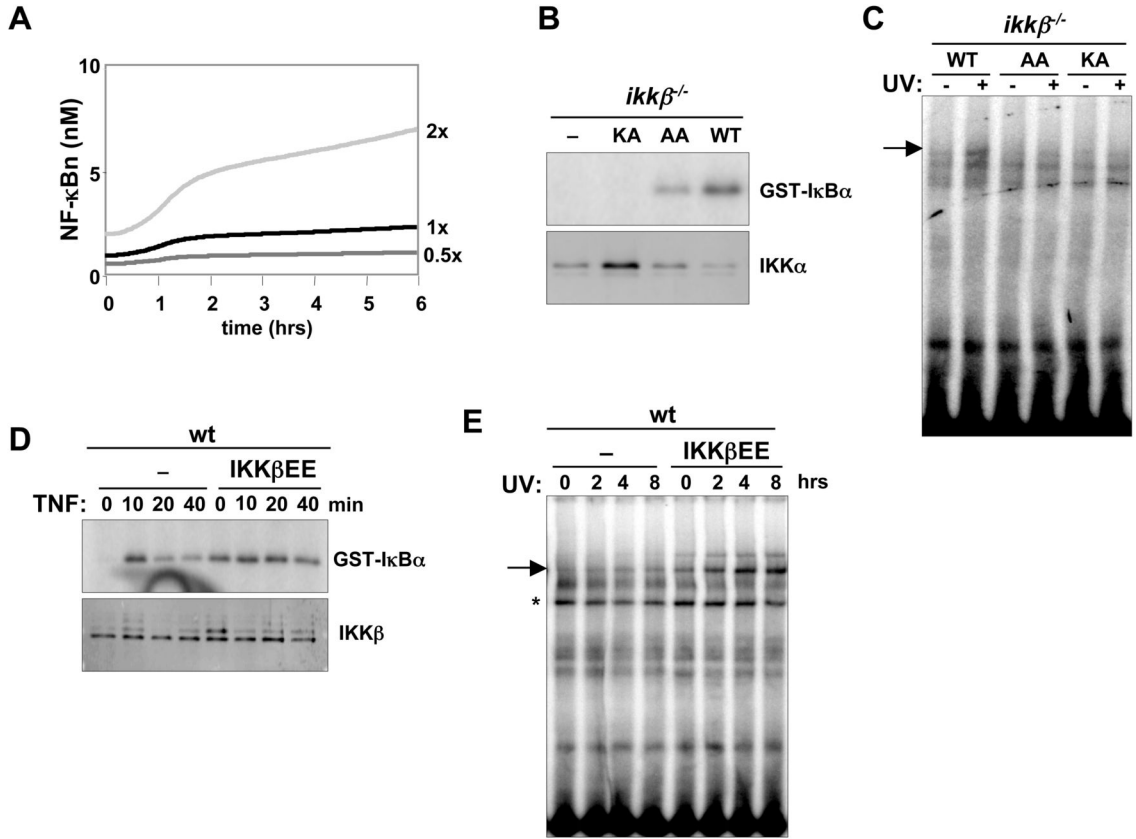 A
NF-κBn (nM)
10
5
0
2x
1x
0.5x
0 1 2 3 4 5 6
time (hrs)
B
ikkβ-/-
– KA AA WT
GST-IκBα
IKKα
C
ikkβ-/-
WT AA KA
UV: - + - + - +
D
wt
– IKKβEE
TNF: 0 10 20 40 0 10 20 40 min
GST-IκBα
IKKβ
E
wt
– IKKβEE
UV: 0 2 4 8 0 2 4 8 hrs
*